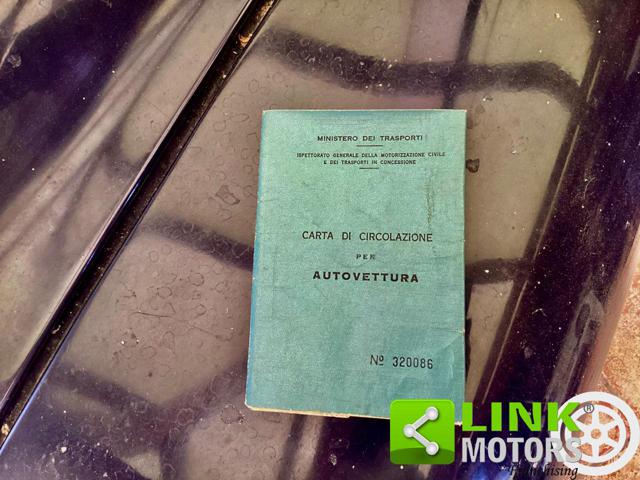 MINISTERO DEI TRASPORTI
ISPETTORATO GENERALE DELLA MOTORIZZAZIONE CIVILE
E DEI TRASPORTI IN CONCESSIONE
CARTA DI CIRCOLAZIONE
PER
AUTOVETTURA
Nº 320086
LINK
MOTORS
Franchising
®